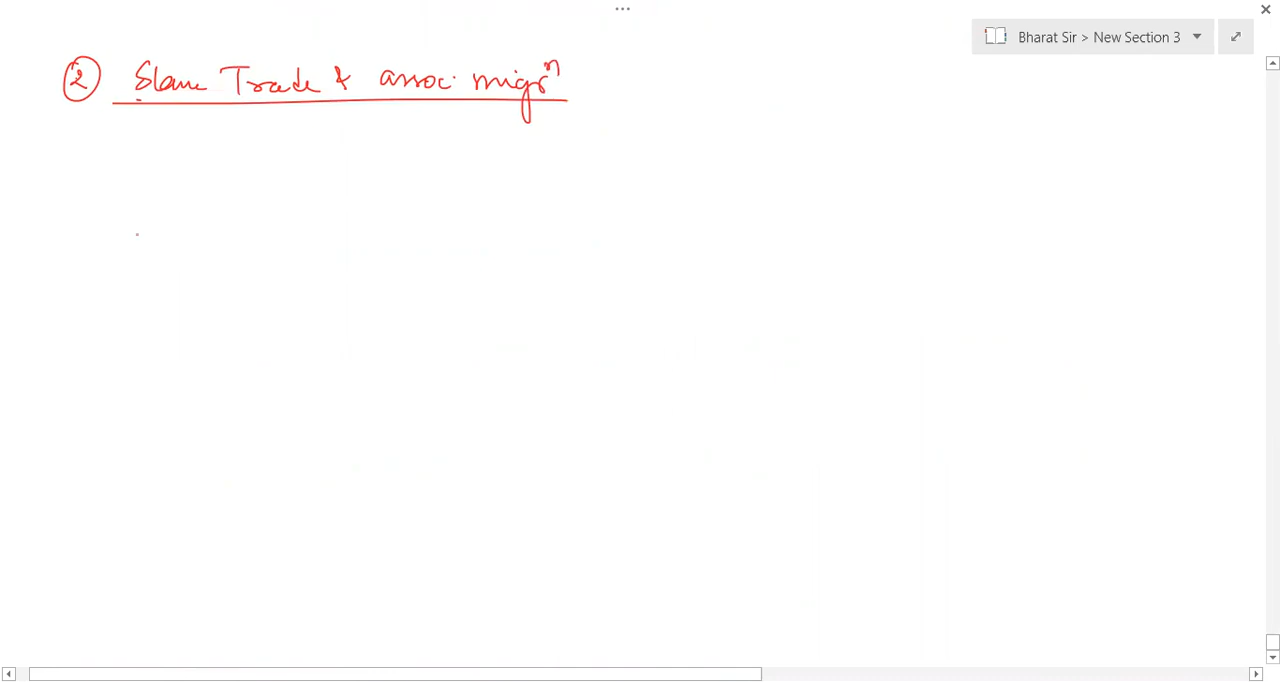 Bharat Sir > New Section 3
② Slave Trade & assoc. migrⁿ